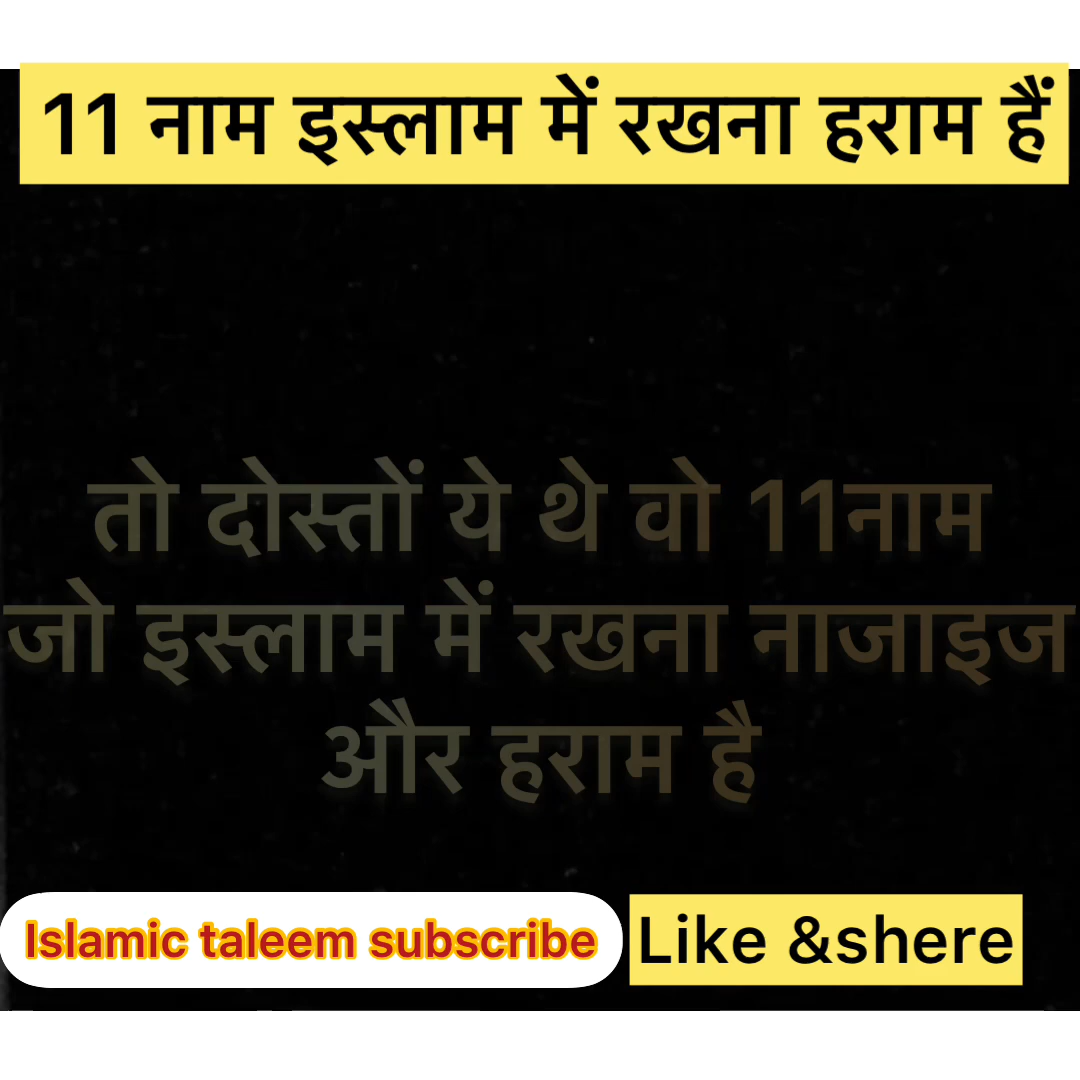 11 नाम इस्लाम में रखना हराम हैं
तो दोस्तों ये थे वो 11नाम
जो इस्लाम में रखना नाजाइज
और हराम है
Islamic taleem subscribe
Like &shere